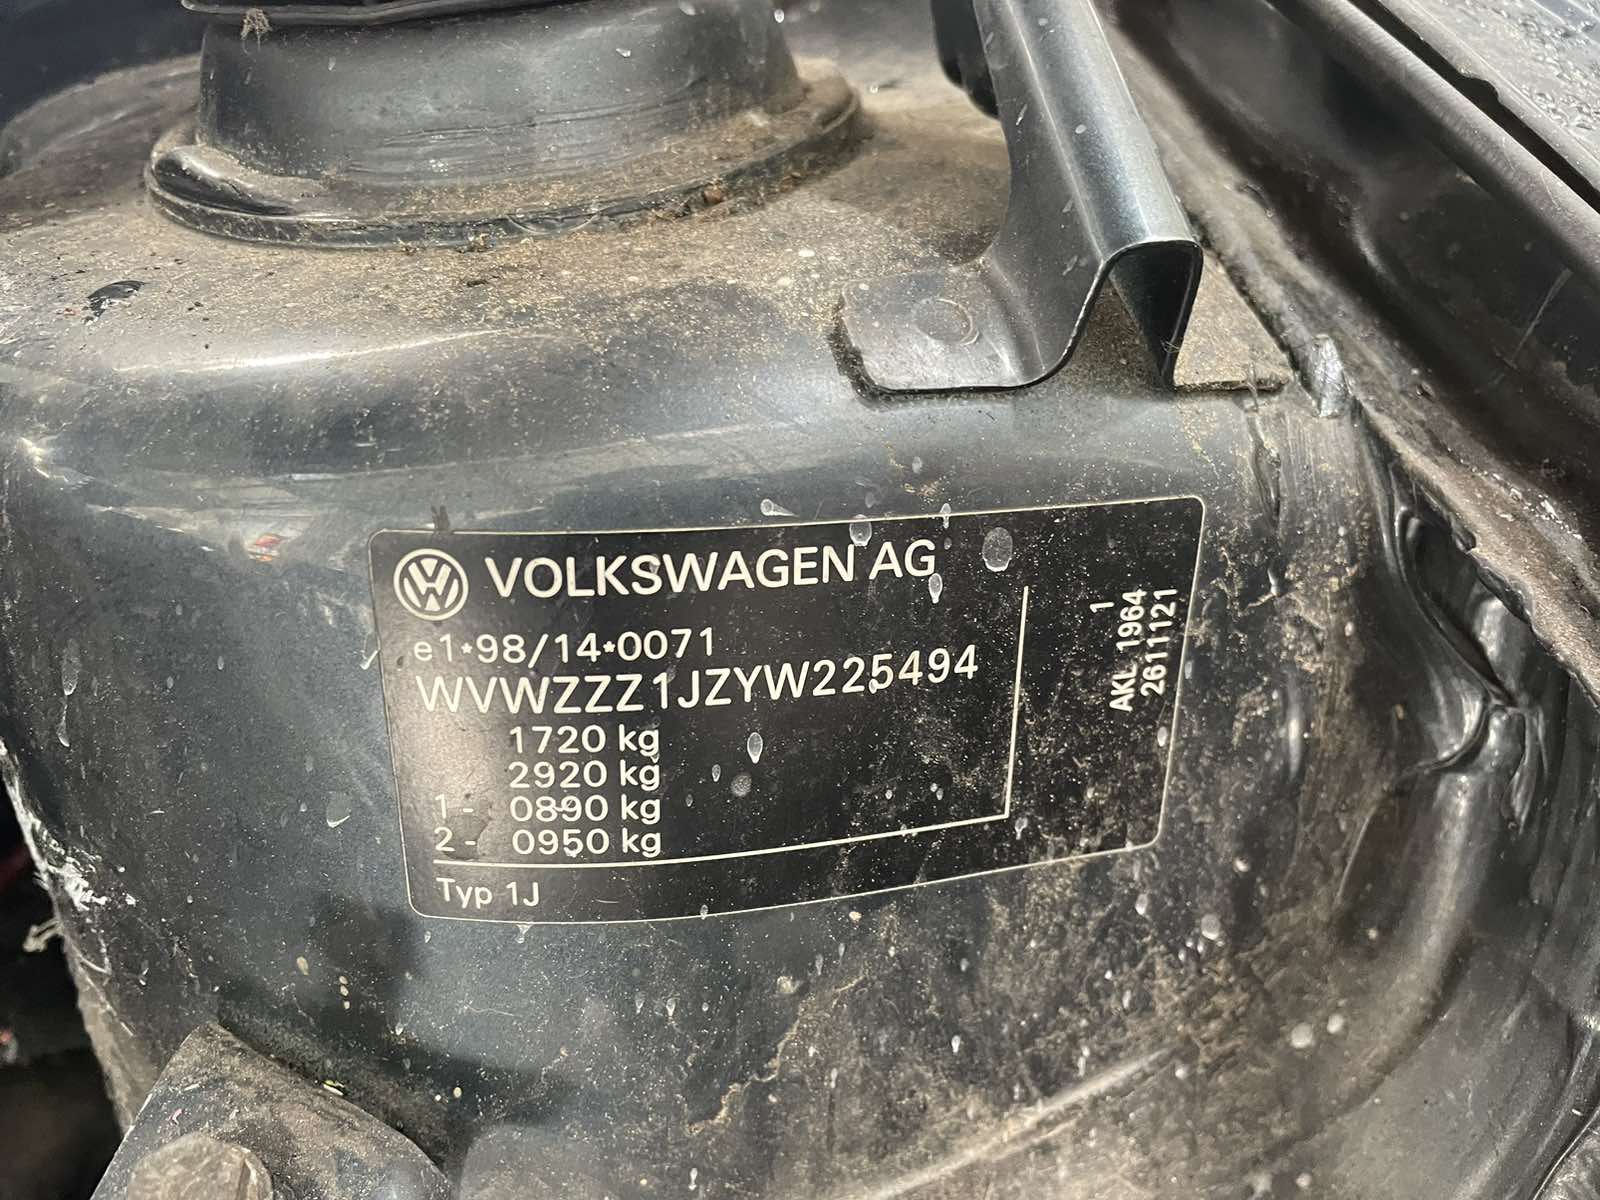 VOLKSWAGEN AG
e1*98/14*0071
WVWZZZ1JZYW225494
1720 kg
2920 kg
1- 0890 kg
2- 0950 kg
Typ 1J
1
AKL 1964
2611121